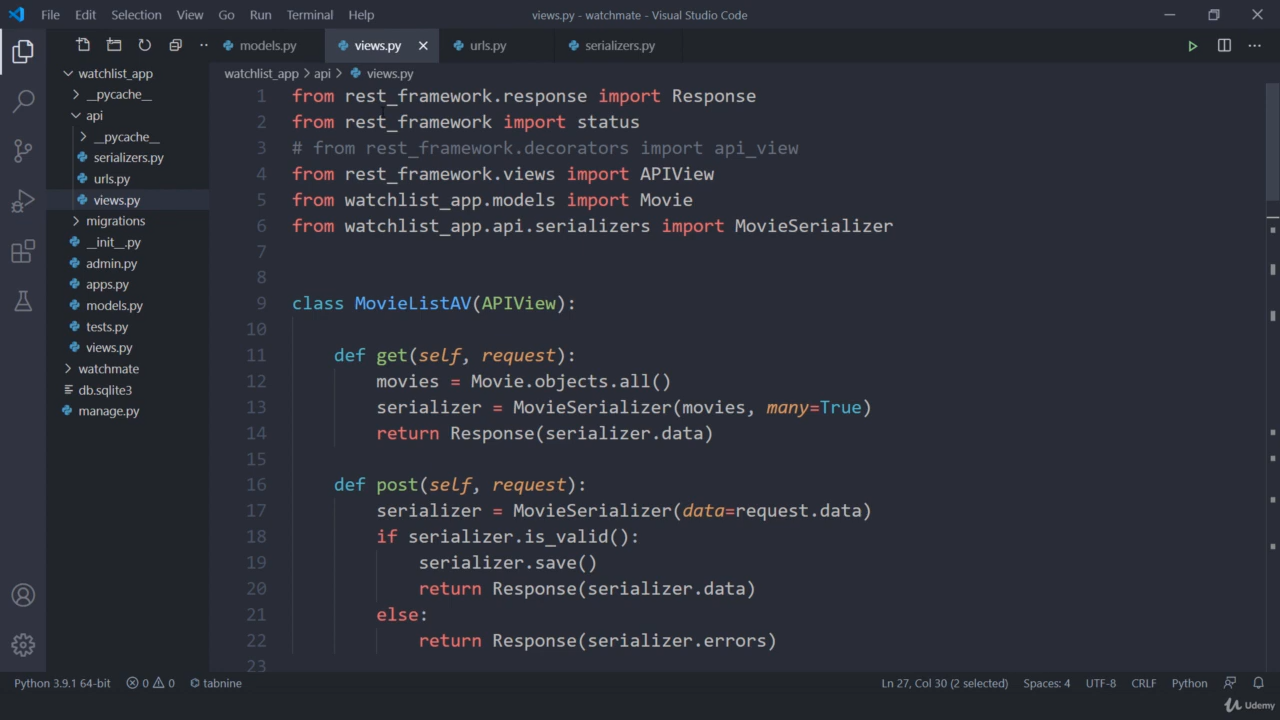 File Edit Selection View Go Run Terminal Help views.py - watchmate - Visual Studio Code
models.py views.py urls.py serializers.py
watchlist_app
__pycache__
api
__pycache__
serializers.py
urls.py
views.py
migrations
__init__.py
admin.py
apps.py
models.py
tests.py
views.py
watchmate
db.sqlite3
manage.py
watchlist_app > api > views.py
1 from rest_framework.response import Response
2 from rest_framework import status
3 # from rest_framework.decorators import api_view
4 from rest_framework.views import APIView
5 from watchlist_app.models import Movie
6 from watchlist_app.api.serializers import MovieSerializer
7
8
9 class MovieListAV(APIView):
10
11     def get(self, request):
12         movies = Movie.objects.all()
13         serializer = MovieSerializer(movies, many=True)
14         return Response(serializer.data)
15
16     def post(self, request):
17         serializer = MovieSerializer(data=request.data)
18         if serializer.is_valid():
19             serializer.save()
20             return Response(serializer.data)
21         else:
22             return Response(serializer.errors)
23
Python 3.9.1 64-bit 0 0 tabnine Ln 27, Col 30 (2 selected) Spaces: 4 UTF-8 CRLF Python
Udemy